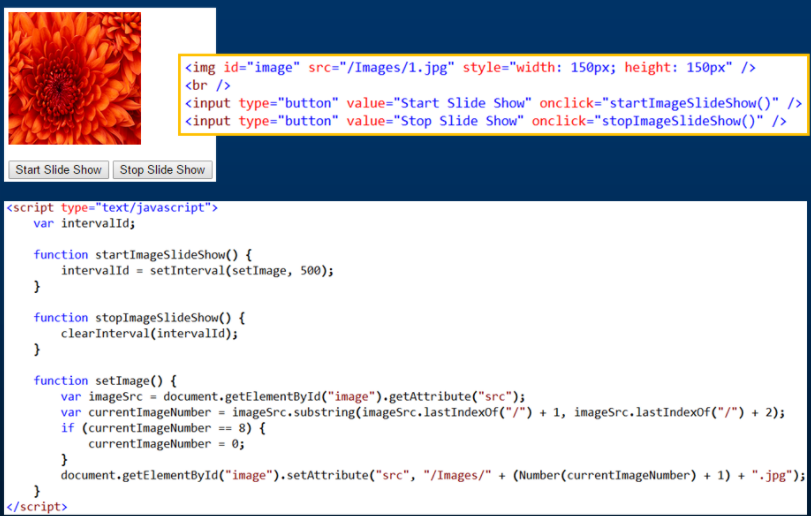 <img id="image" src="/Images/1.jpg" style="width: 150px; height: 150px" />
<br />
<input type="button" value="Start Slide Show" onclick="startImageSlideShow()" />
<input type="button" value="Stop Slide Show" onclick="stopImageSlideShow()" />
Start Slide Show Stop Slide Show
<script type="text/javascript">
    var intervalId;

    function startImageSlideShow() {
        intervalId = setInterval(setImage, 500);
    }

    function stopImageSlideShow() {
        clearInterval(intervalId);
    }

    function setImage() {
        var imageSrc = document.getElementById("image").getAttribute("src");
        var currentImageNumber = imageSrc.substring(imageSrc.lastIndexOf("/") + 1, imageSrc.lastIndexOf("/") + 2);
        if (currentImageNumber == 8) {
            currentImageNumber = 0;
        }
        document.getElementById("image").setAttribute("src", "/Images/" + (Number(currentImageNumber) + 1) + ".jpg");
    }
</script>